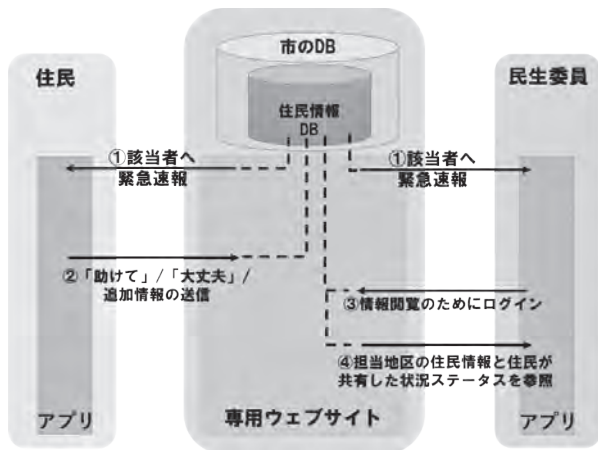 市のDB
住民
民生委員
住民情報
DB
①該当者へ
緊急速報
①該当者へ
緊急速報
②「助けて」/「大丈夫」/
追加情報の送信
③情報閲覧のためにログイン
④担当地区の住民情報と住民が
共有した状況ステータスを参照
アプリ
専用ウェブサイト
アプリ